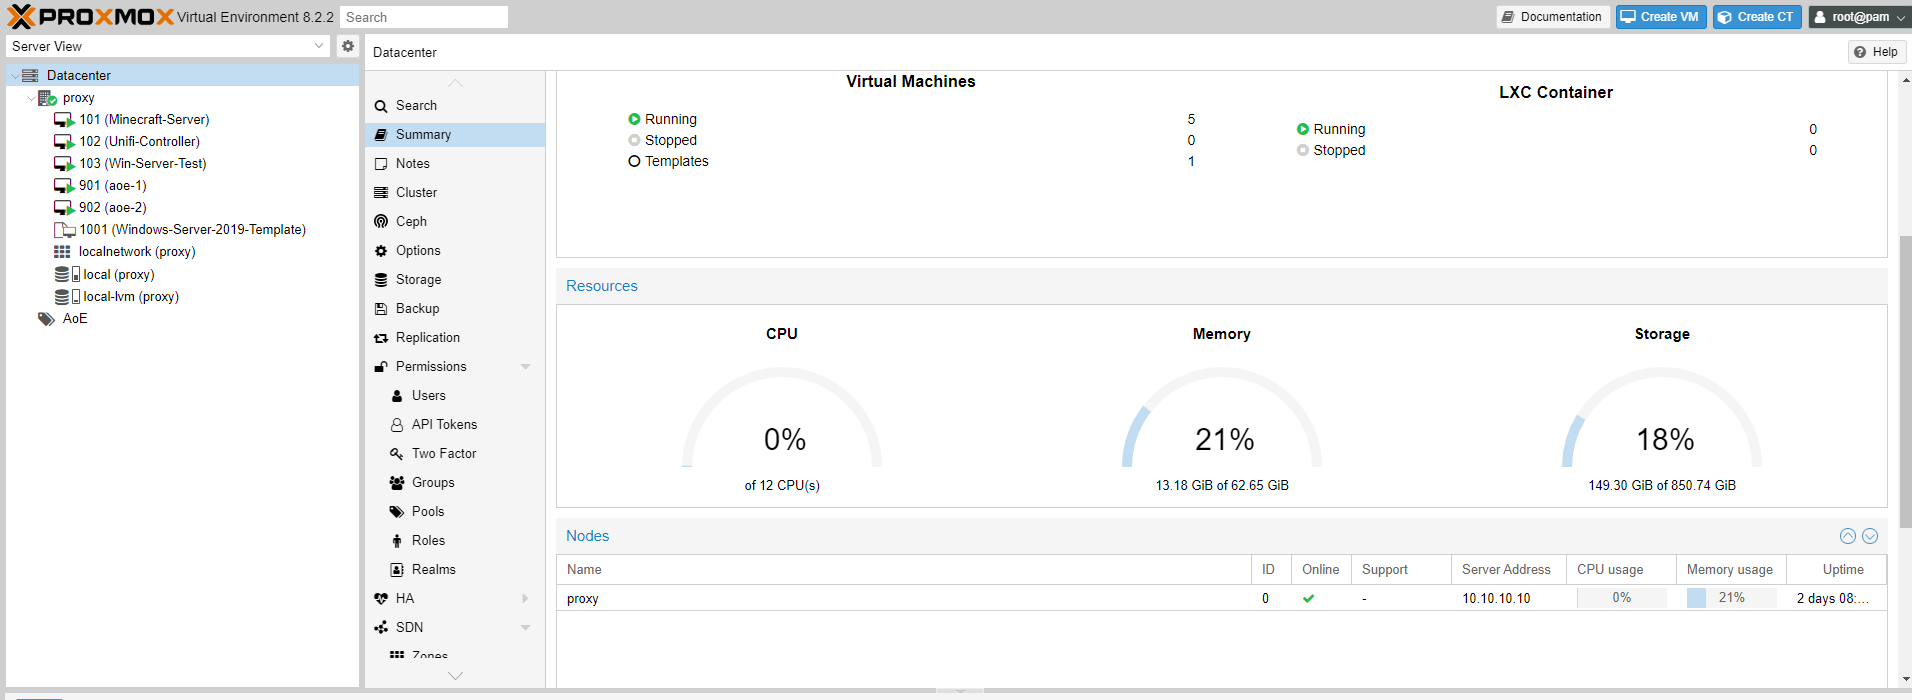 PROXMOX Virtual Environment 8.2.2 Search Documentation Create VM Create CT root@pam
Server View
Datacenter Help
Datacenter
proxy
101 (Minecraft-Server)
102 (Unifi-Controller)
103 (Win-Server-Test)
901 (aoe-1)
902 (aoe-2)
1001 (Windows-Server-2019-Template)
localnetwork (proxy)
local (proxy)
local-lvm (proxy)
AoE
Search
Summary
Notes
Cluster
Ceph
Options
Storage
Backup
Replication
Permissions
Users
API Tokens
Two Factor
Groups
Pools
Roles
Realms
HA
SDN
Zones
Virtual Machines
Running 5
Stopped 0
Templates 1
LXC Container
Running 0
Stopped 0
Resources
CPU
0%
of 12 CPU(s)
Memory
21%
13.18 GiB of 62.65 GiB
Storage
18%
149.30 GiB of 850.74 GiB
Nodes
Name ID Online Support Server Address CPU usage Memory usage Uptime
proxy 0 - 10.10.10.10 0% 21% 2 days 08:...